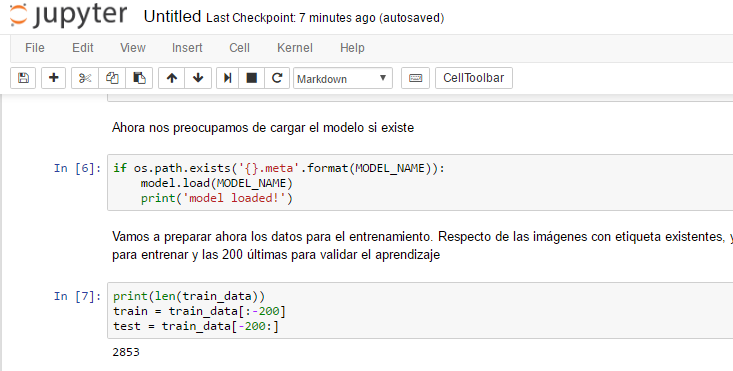 jupyter Untitled Last Checkpoint: 7 minutes ago (autosaved)
File Edit View Insert Cell Kernel Help
Markdown CellToolbar
Ahora nos preocupamos de cargar el modelo si existe
In [6]: if os.path.exists('{}.meta'.format(MODEL_NAME)):
model.load(MODEL_NAME)
print('model loaded!')
Vamos a preparar ahora los datos para el entrenamiento. Respecto de las imágenes con etiqueta existentes,
para entrenar y las 200 últimas para validar el aprendizaje
In [7]: print(len(train_data))
train = train_data[:-200]
test = train_data[-200:]
2853